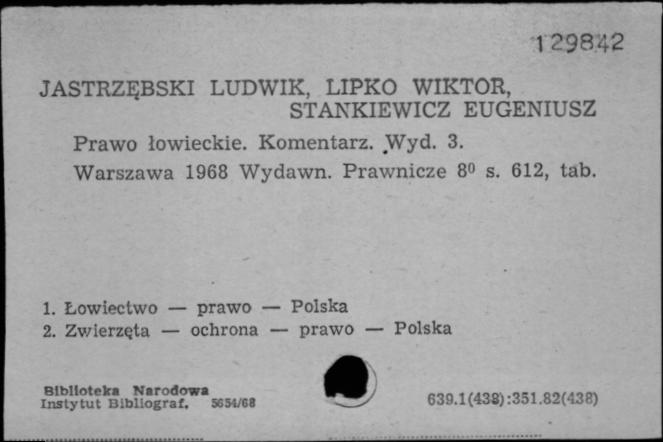 129842
JASTRZĘBSKI LUDWIK, LIPKO WIKTOR,
STANKIEWICZ EUGENIUSZ
Prawo łowieckie. Komentarz. Wyd. 3.
Warszawa 1968 Wydawn. Prawnicze 8⁰ s. 612, tab.
1. Łowiectwo — prawo — Polska
2. Zwierzęta — ochrona — prawo — Polska
Biblioteka Narodowa
Instytut Bibliograf. 5654/68
639.1(438):351.82(438)